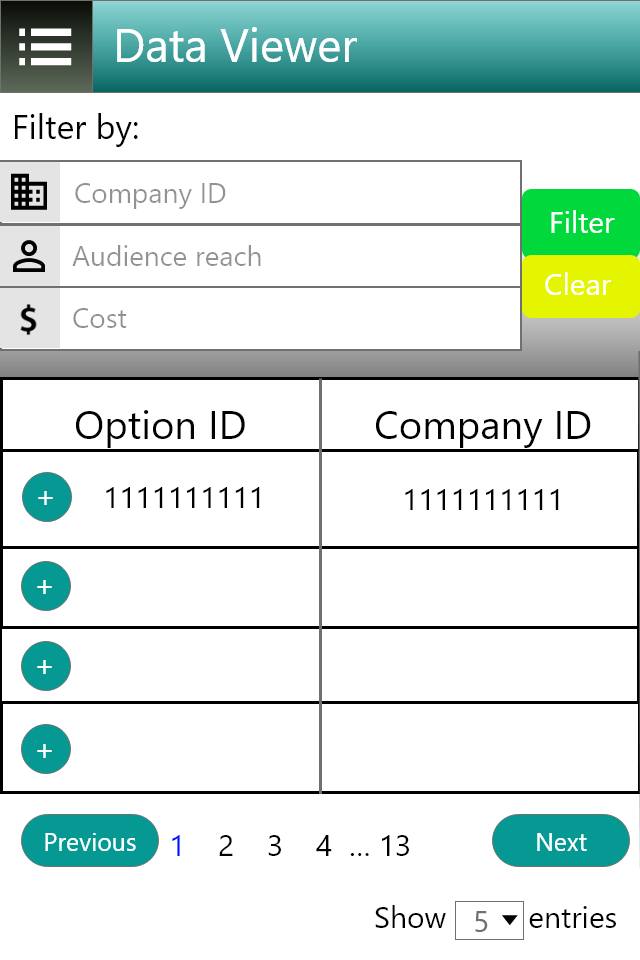 Data Viewer
Filter by:
Company ID
Filter
Audience reach
Clear
$ Cost
Option ID Company ID
+ 1111111111 1111111111
+
+
+
Previous 1 2 3 4 ... 13 Next
Show 5 entries